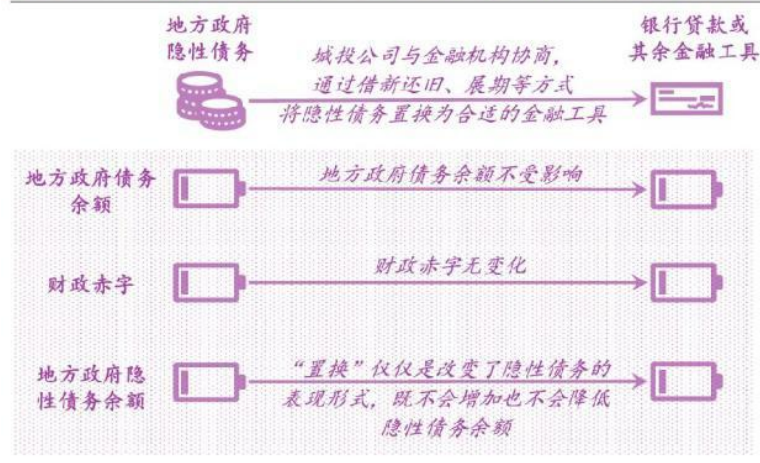 地方政府
隐性债务
城投公司与金融机构协商，
通过借新还旧、展期等方式
将隐性债务置换为合适的金融工具
银行贷款或
其余金融工具
地方政府债务
余额
地方政府债务余额不受影响
财政赤字
财政赤字无变化
地方政府隐
性债务余额
“置换”仅仅是改变了隐性债务的
表现形式，既不会增加也不会降低
隐性债务余额